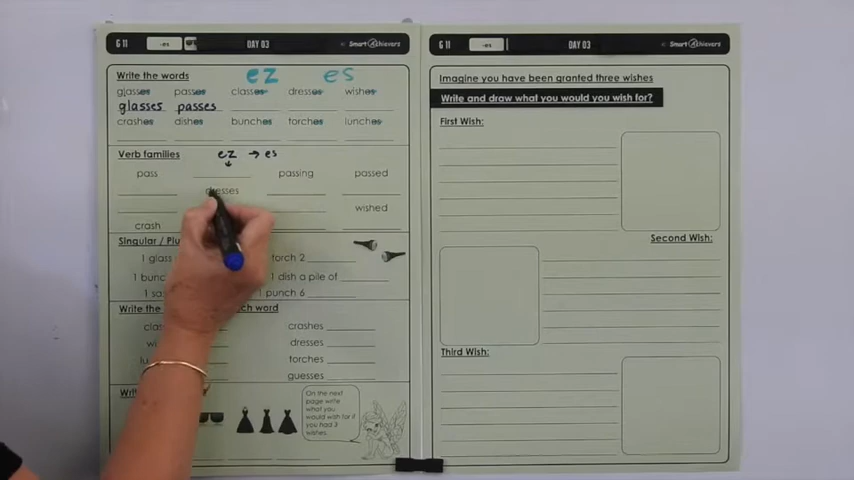 G 11 -es DAY 03 Smart Achievers
Write the words ez es
glasses passes classes dresses wishes
glasses passes
crashes dishes bunches torches lunches
Verb families ez → es
pass passing passed
dresses
wished
crash
Singular / Plu
1 glass torch 2
1 bunc 1 dish a pile of
1 sa 1 punch 6
Write the ch word
clas crashes
wi dresses
lu torches
guesses
Wri
On the next
page write
what you
would wish for if
you had 3
wishes.
G 11 -es DAY 03 Smart Achievers
Imagine you have been granted three wishes
Write and draw what you would you wish for?
First Wish:
Second Wish:
Third Wish: